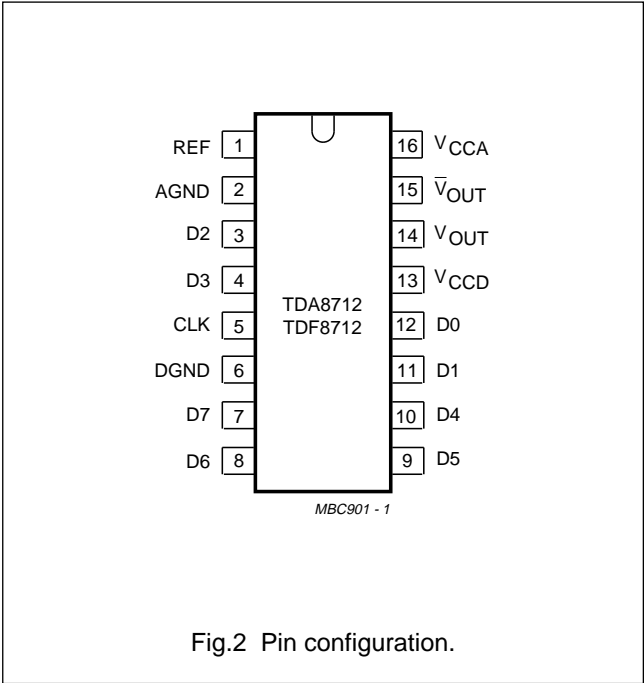 REF 1 16 VCCA
AGND 2 15 V̅OUT
D2 3 14 VOUT
D3 4 13 VCCD
TDA8712
CLK 5 TDF8712 12 D0
DGND 6 11 D1
D7 7 10 D4
D6 8 9 D5
MBC901 - 1
Fig.2 Pin configuration.